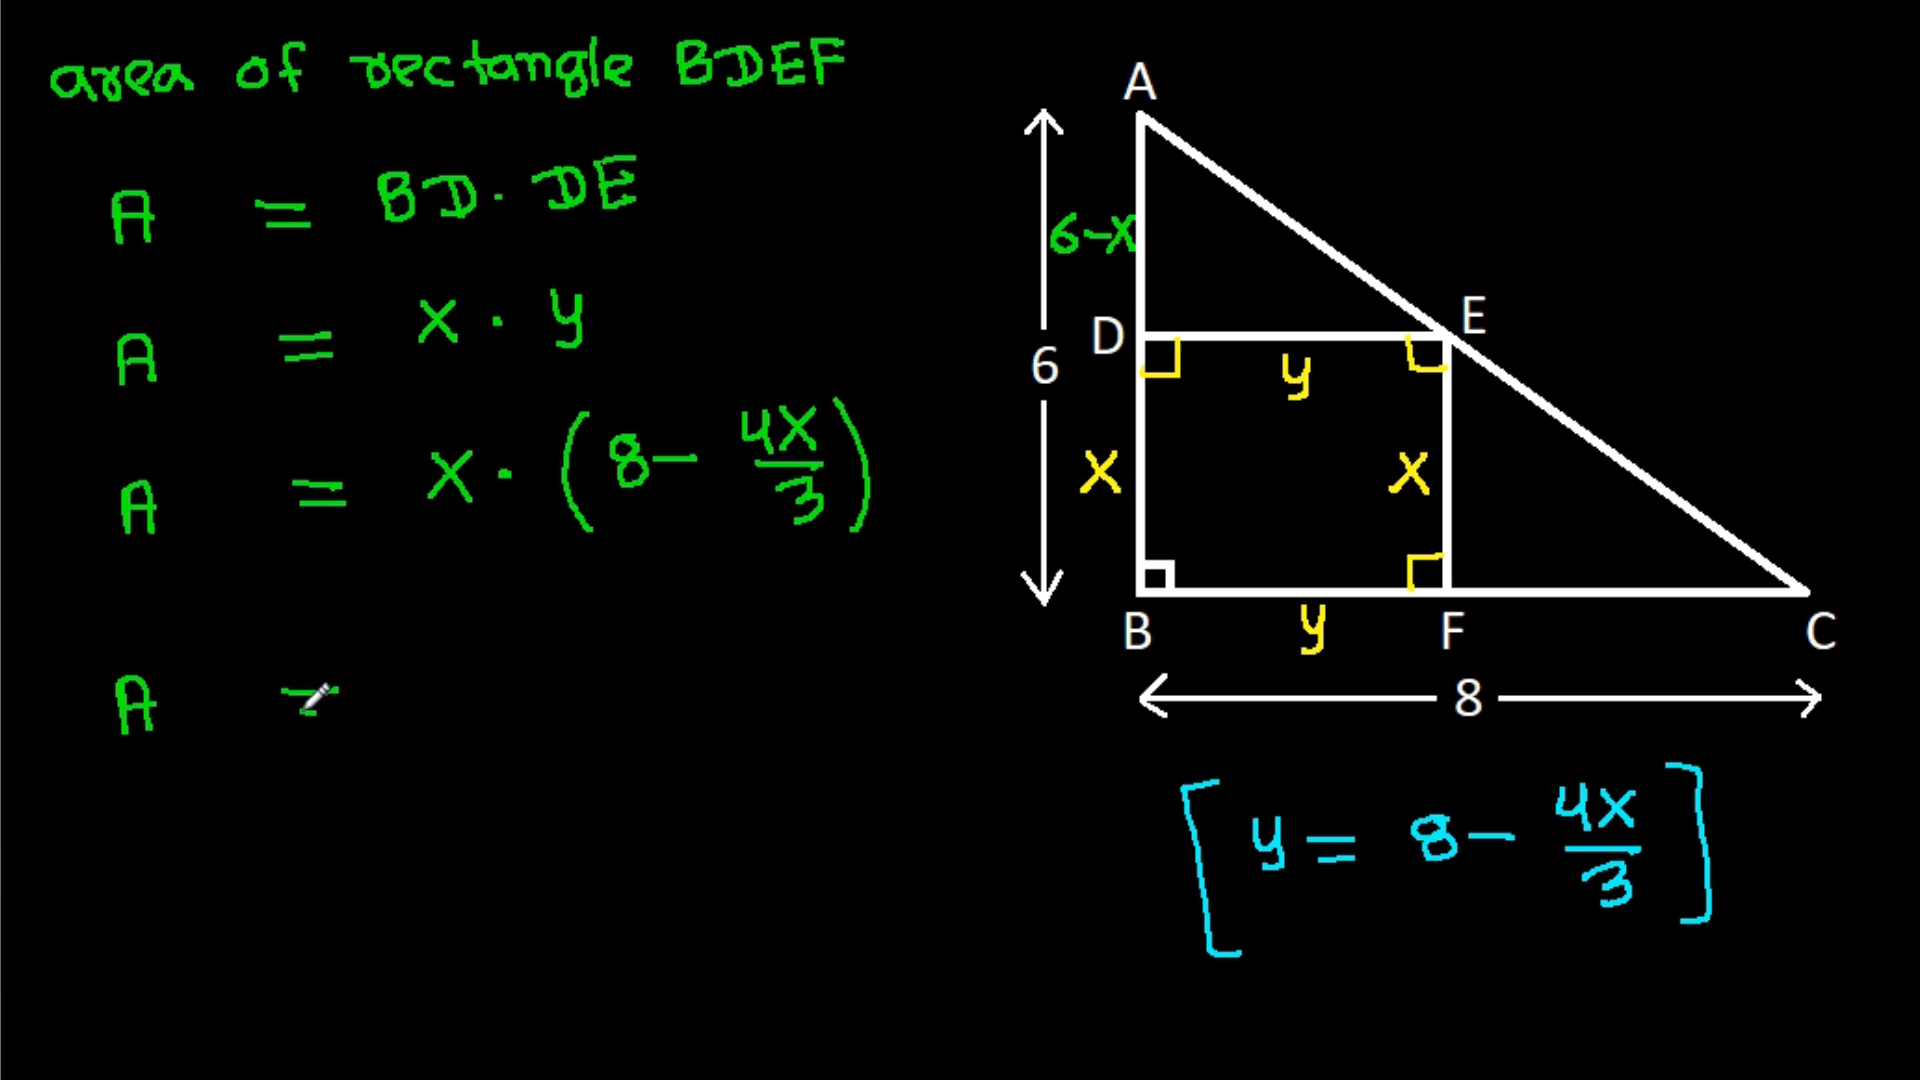 area of rectangle BDEF
A = BD · DE
A = x · y
A = x · (8 - 4x/3)
A =
A
6-x
D
E
6
y
x
x
B
y
F
C
8
[y = 8 - 4x/3]